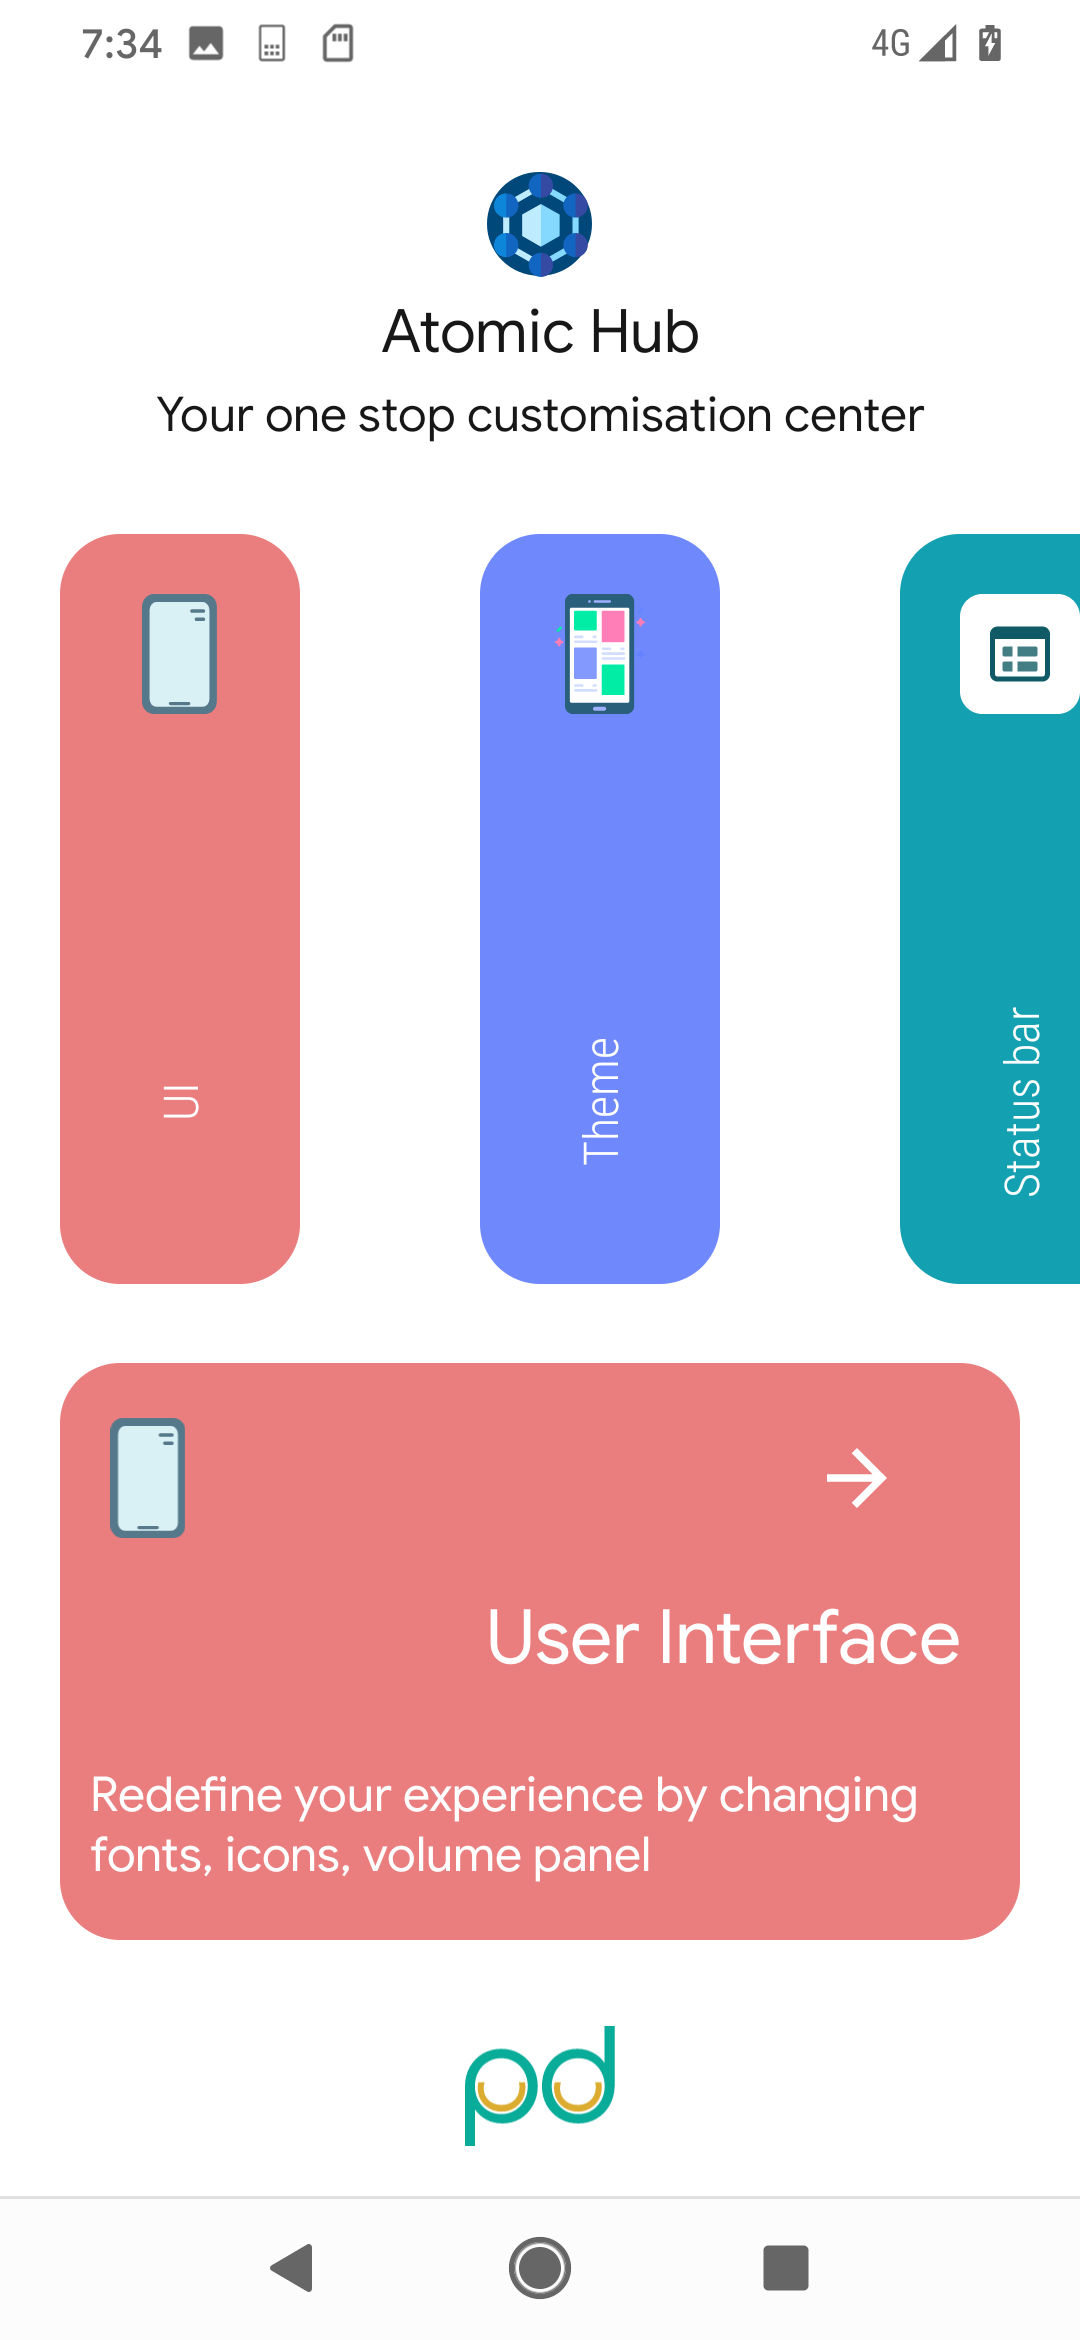 7:34
4G
Atomic Hub
Your one stop customisation center
UI
Theme
Status bar
User Interface
Redefine your experience by changing
fonts, icons, volume panel
pd